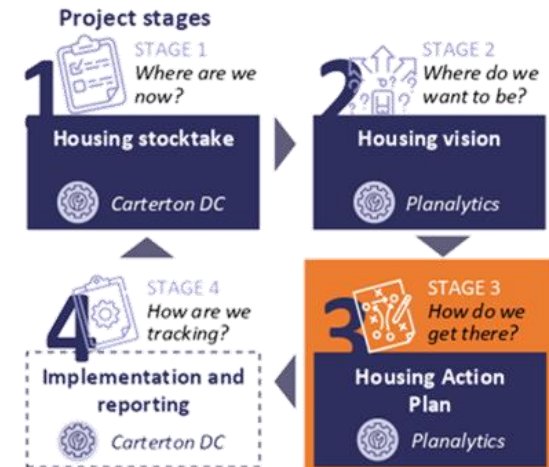 Project stages
1
STAGE 1
Where are we
now?
Housing stocktake
Carterton DC
2
STAGE 2
Where do we
want to be?
Housing vision
Planalytics
4
STAGE 4
How are we
tracking?
Implementation and
reporting
Carterton DC
3
STAGE 3
How do we
get there?
Housing Action
Plan
Planalytics